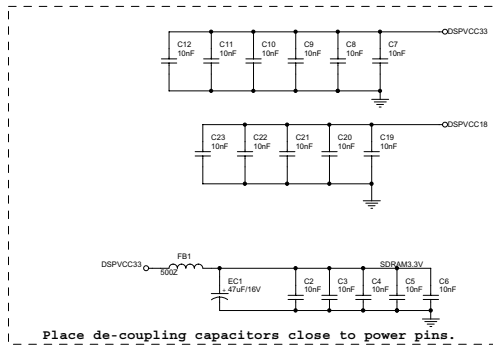 DSPVCC33
C12 C11 C10 C9 C8 C7
10nF 10nF 10nF 10nF 10nF 10nF
DSPVCC18
C23 C22 C21 C20 C19
10nF 10nF 10nF 10nF 10nF
DSPVCC33 FB1 SDRAM3.3V
500Z
EC1 C2 C3 C4 C5 C6
+ 47uF/16V 10nF 10nF 10nF 10nF 10nF
Place de-coupling capacitors close to power pins.